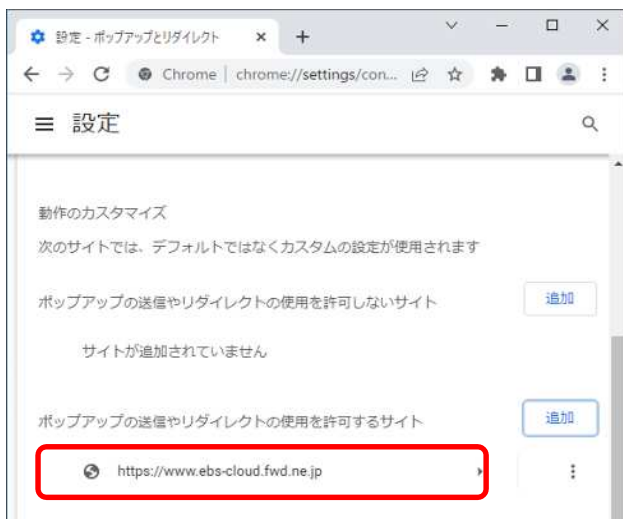 設定 - ポップアップとリダイレクト
Chrome | chrome://settings/con...
設定
動作のカスタマイズ
次のサイトでは、デフォルトではなくカスタムの設定が使用されます
ポップアップの送信やリダイレクトの使用を許可しないサイト
追加
サイトが追加されていません
ポップアップの送信やリダイレクトの使用を許可するサイト
追加
https://www.ebs-cloud.fwd.ne.jp